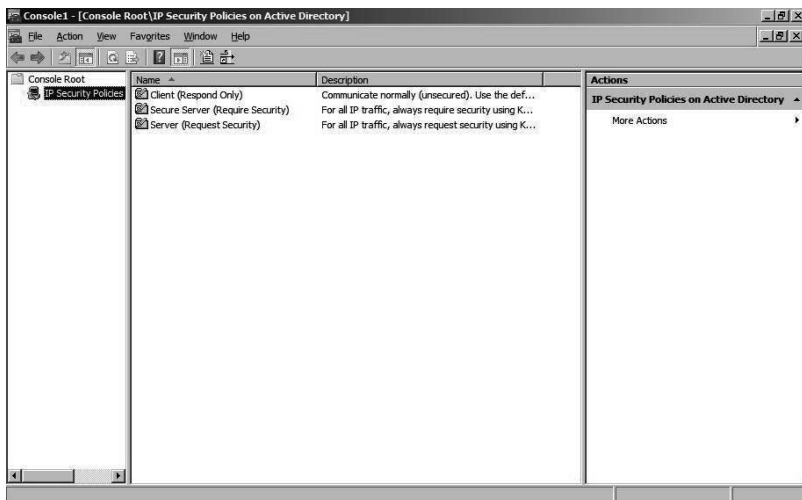 Console1 - [Console Root\IP Security Policies on Active Directory]
File Action View Favorites Window Help
Console Root
IP Security Policies
Name Description
Client (Respond Only) Communicate normally (unsecured). Use the def...
Secure Server (Require Security) For all IP traffic, always require security using K...
Server (Request Security) For all IP traffic, always request security using K...
Actions
IP Security Policies on Active Directory
More Actions